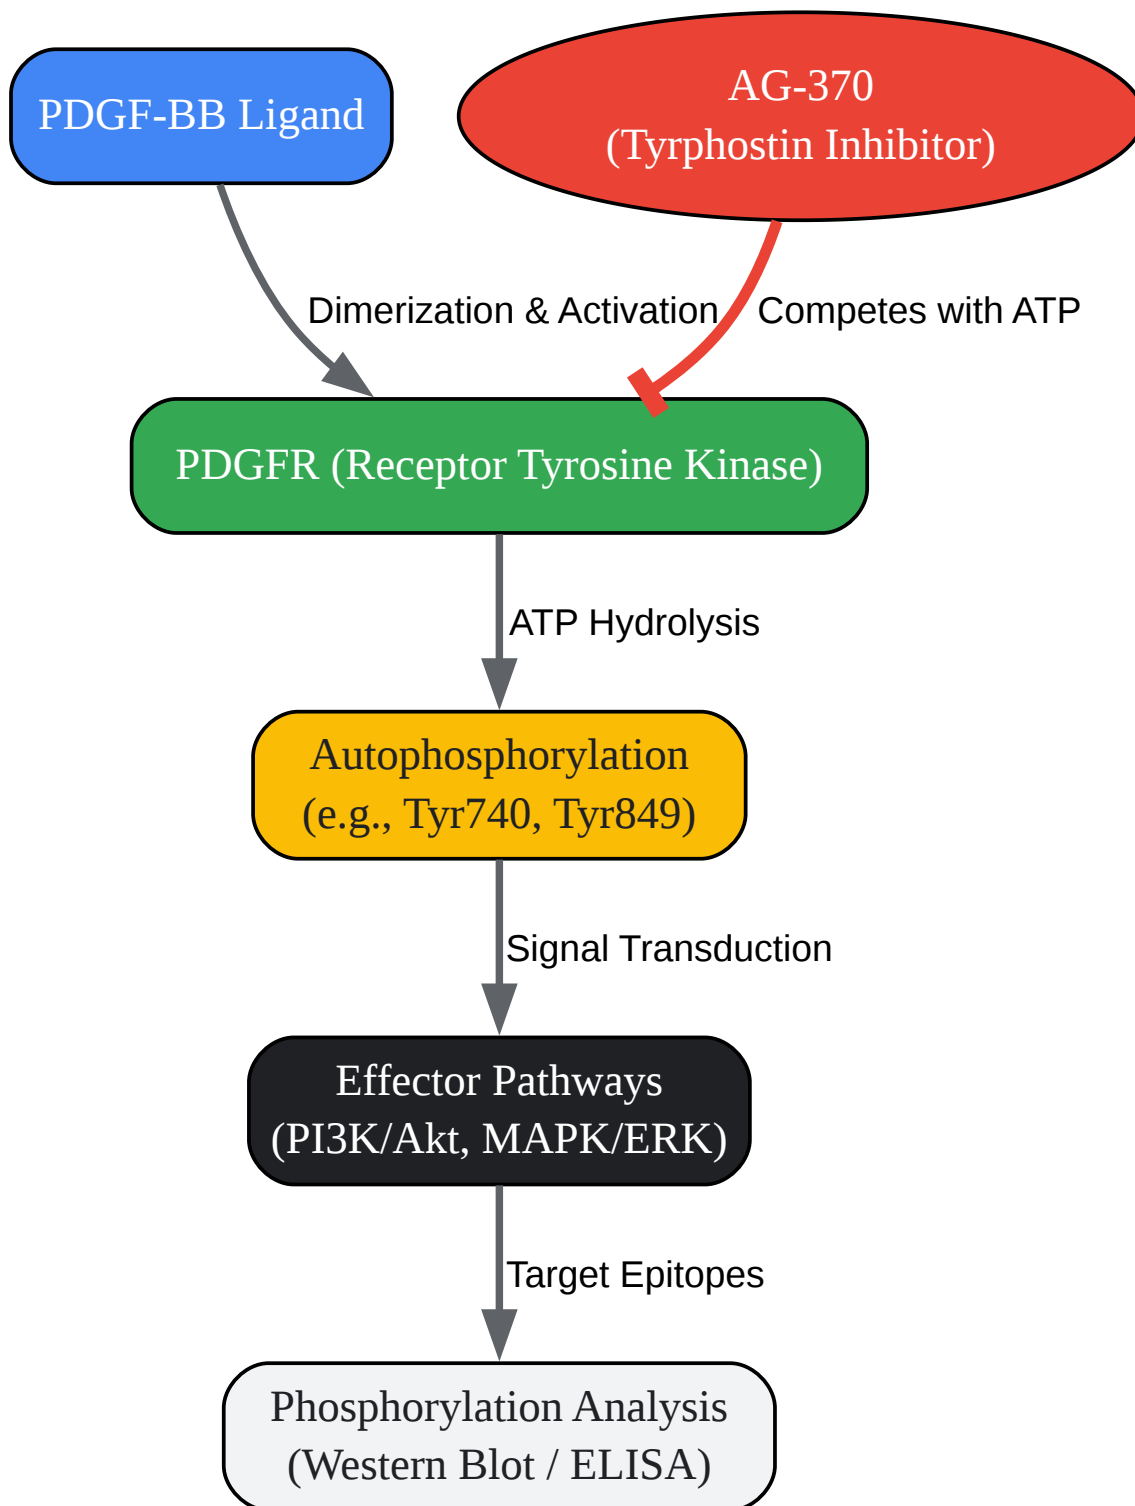 PDGF-BB Ligand
AG-370
(Tyrphostin Inhibitor)
Dimerization & Activation
Competes with ATP
PDGFR (Receptor Tyrosine Kinase)
ATP Hydrolysis
Autophosphorylation
(e.g., Tyr740, Tyr849)
Signal Transduction
Effector Pathways
(PI3K/Akt, MAPK/ERK)
Target Epitopes
Phosphorylation Analysis
(Western Blot / ELISA)